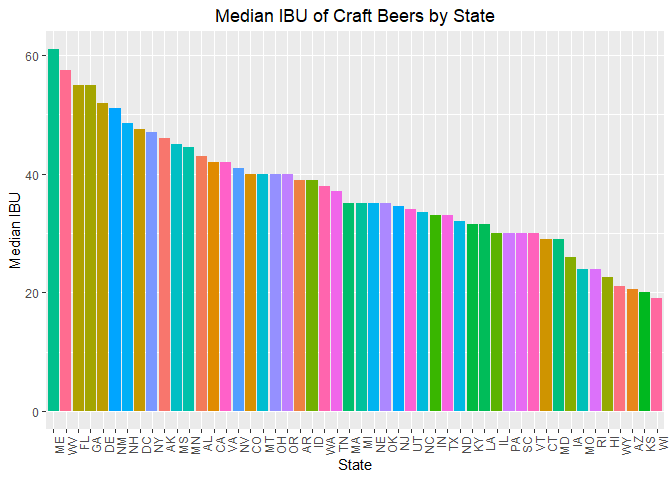 Median IBU of Craft Beers by State
Median IBU
60
40
20
0
ME WV FL GA DE NM NH DC NY AK MS MN AL CA VA NV CO MT OH OR AR ID WA TN MA MI NE OK NJ UT NC IN TX ND KY LA IL PA SC VT CT MD IA MO RI HI WY AZ KS WI
State